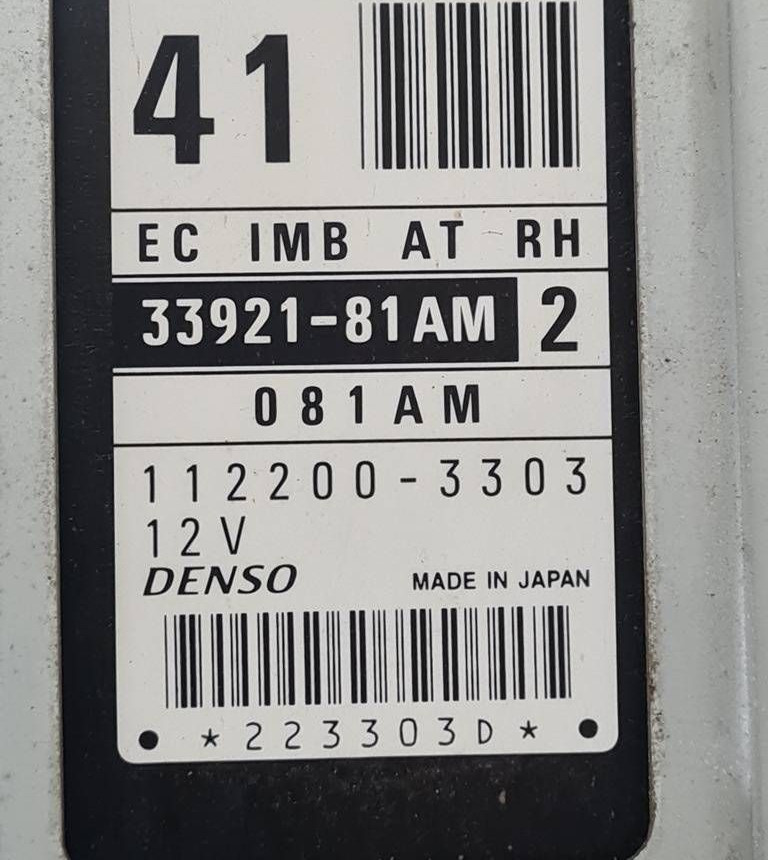 41
EC IMB AT RH
33921-81AM 2
081AM
112200-3303
12V
DENSO MADE IN JAPAN
*223303D*